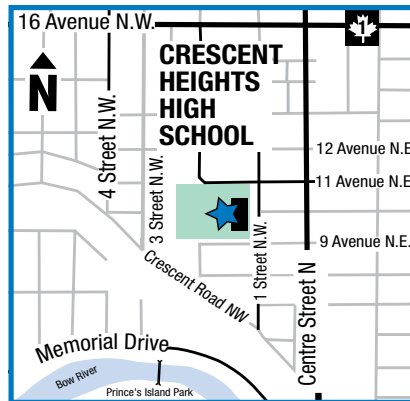 16 Avenue N.W.
1
CRESCENT
HEIGHTS
HIGH
SCHOOL
N
4 Street N.W.
3 Street N.W.
12 Avenue N.E
11 Avenue N.E
1 Street N.W.
9 Avenue N.E.
Crescent Road NW
Centre Street N
Memorial Drive
Bow River
Prince's Island Park